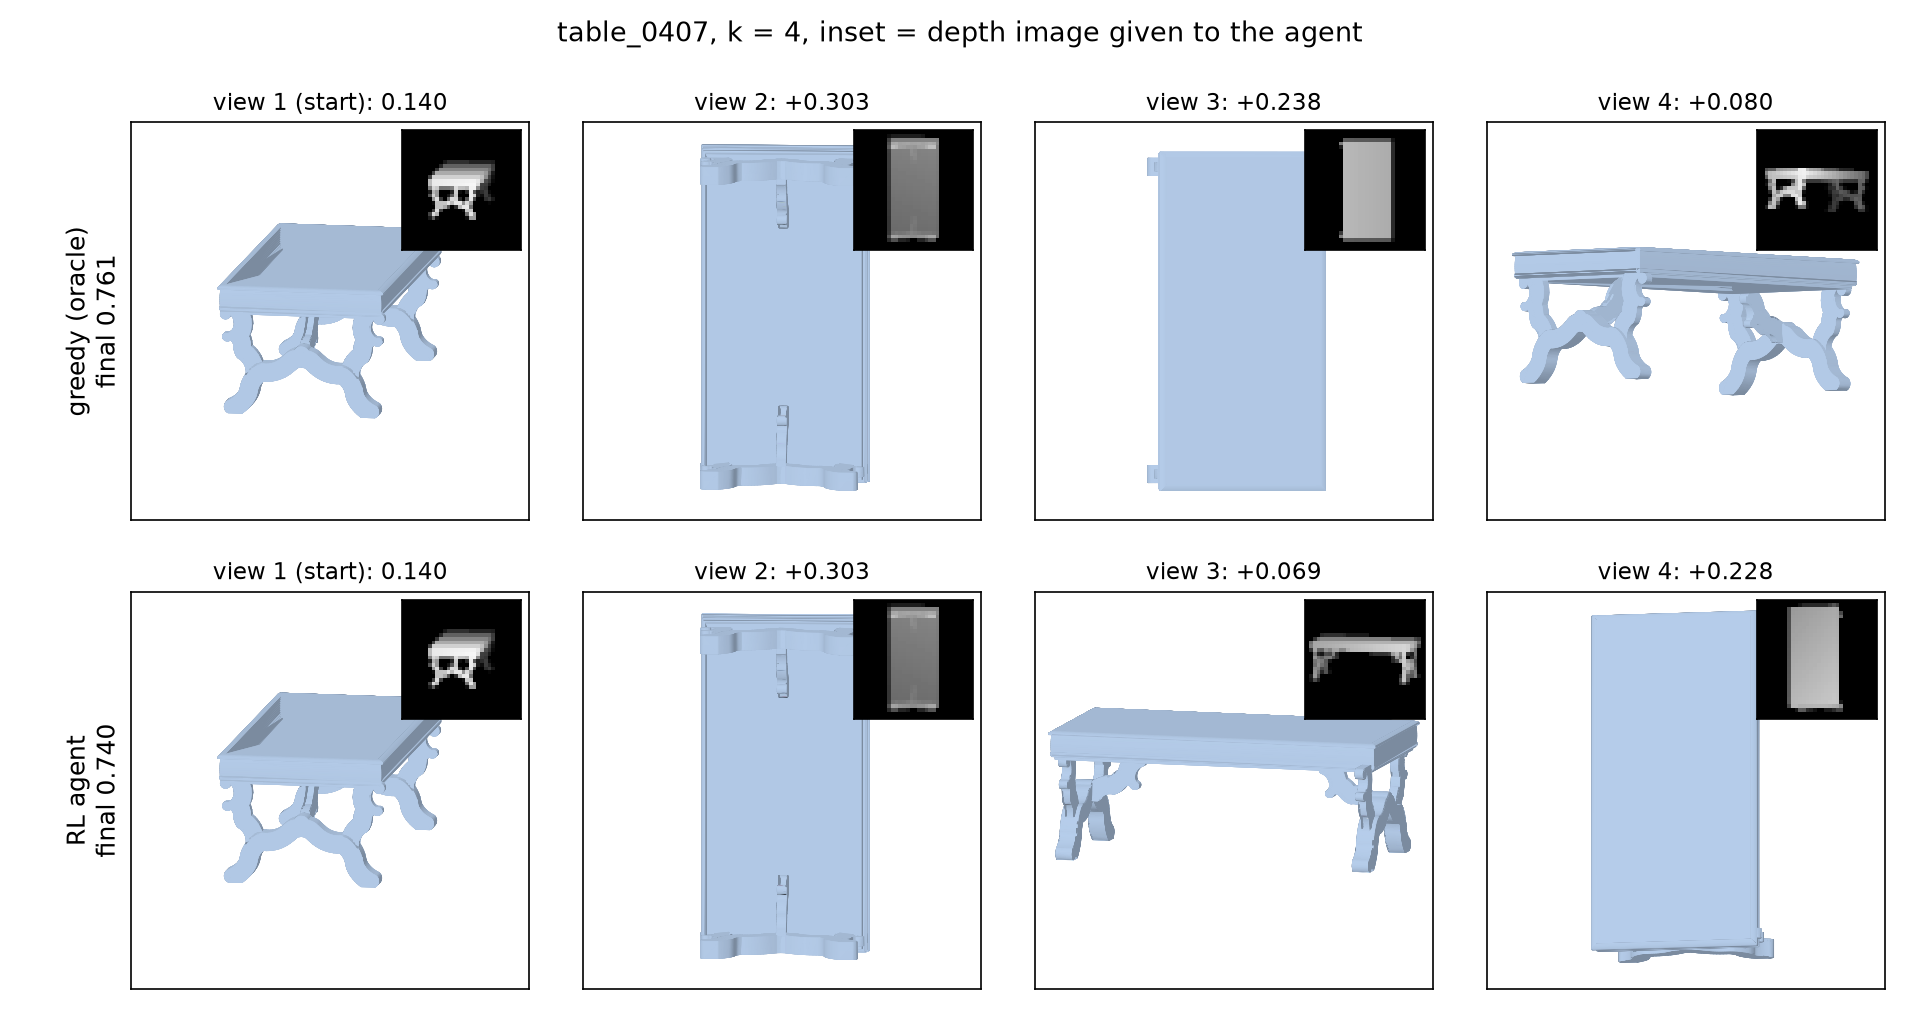 table_0407, k = 4, inset = depth image given to the agent
view 1 (start): 0.140
view 2: +0.303
view 3: +0.238
view 4: +0.080
greedy (oracle)
final 0.761
view 1 (start): 0.140
view 2: +0.303
view 3: +0.069
view 4: +0.228
RL agent
final 0.740